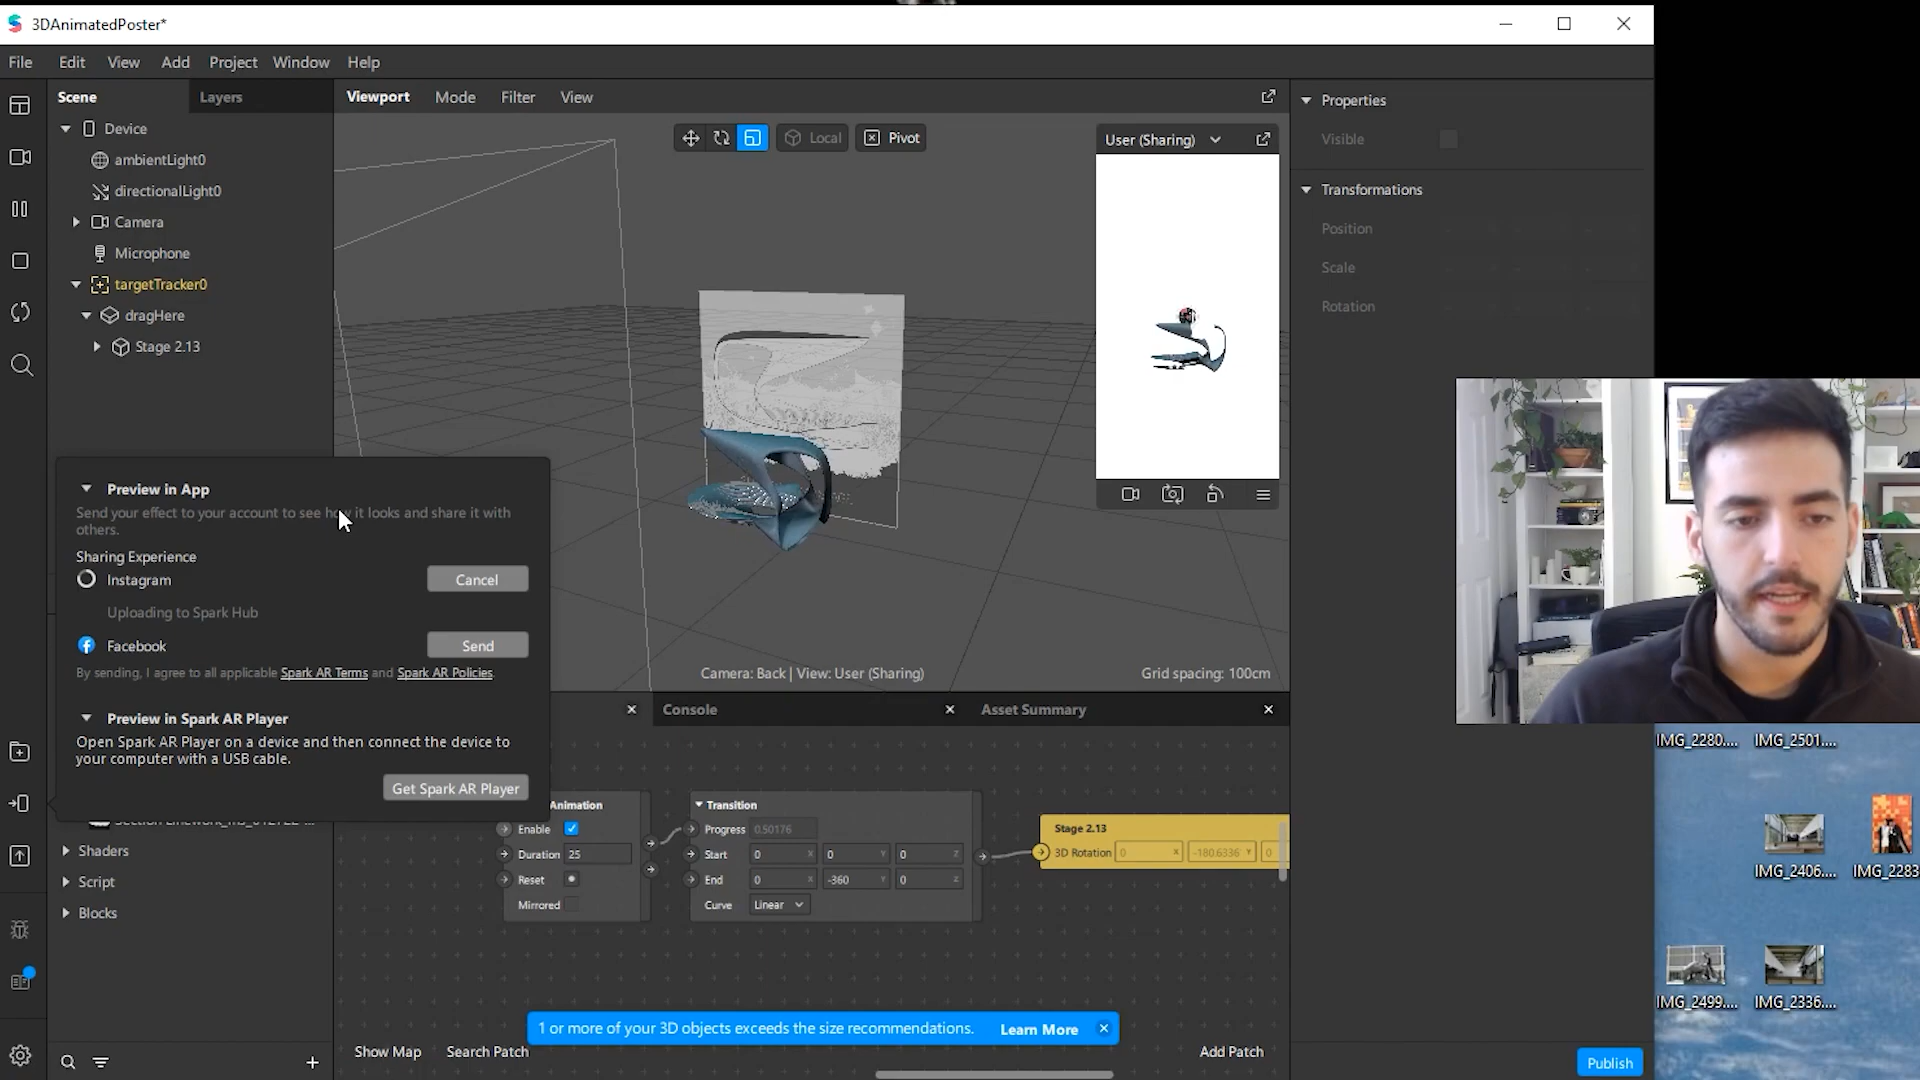 3DAnimatedPoster*
File Edit View Add Project Window Help
Scene Layers
Viewport Mode Filter View
Properties
Visible
Transformations
Position
Scale
Rotation
Device
ambientLight0
directionalLight0
Camera
Microphone
targetTracker0
dragHere
Stage 2.13
Local Pivot
User (Sharing)
Camera: Back | View: User (Sharing)
Grid spacing: 100cm
Preview in App
Send your effect to your account to see how it looks and share it with
others.
Sharing Experience
Instagram Cancel
Uploading to Spark Hub
Facebook Send
By sending, I agree to all applicable Spark AR Terms and Spark AR Policies.
Preview in Spark AR Player
Open Spark AR Player on a device and then connect the device to
your computer with a USB cable.
Get Spark AR Player
Shaders
Script
Blocks
Console
Asset Summary
Animation
Enable
Duration 25
Reset
Mirrored
Transition
Progress 0.50176
Start 0 X 0 Y 0 Z
End 0 X -360 Y 0 Z
Curve Linear
Stage 2.13
3D Rotation 0 X -180.6336 Y 0
1 or more of your 3D objects exceeds the size recommendations. Learn More
Show Map Search Patch
Add Patch
Publish
IMG_2280.... IMG_2501....
IMG_2406.... IMG_2283
IMG_2499.... IMG_2336....